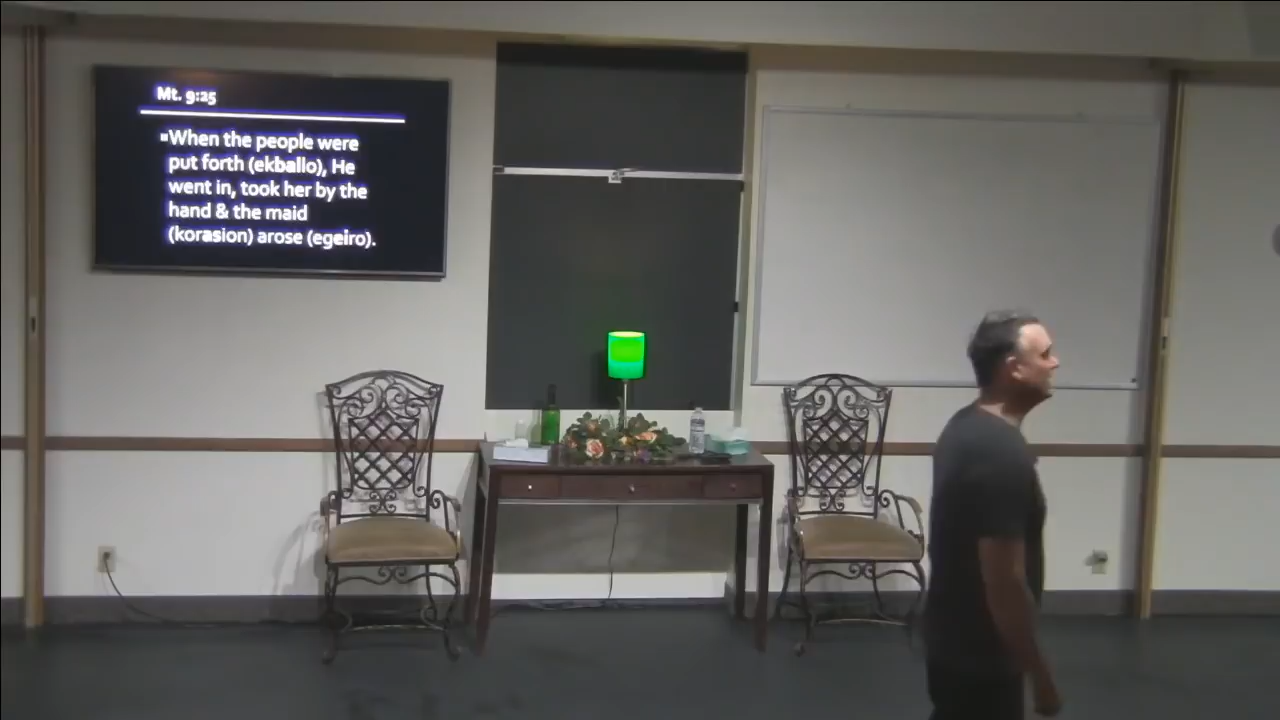 Mt. 9:25
▪When the people were
put forth (ekballo), He
went in, took her by the
hand & the maid
(korasion) arose (egeiro).